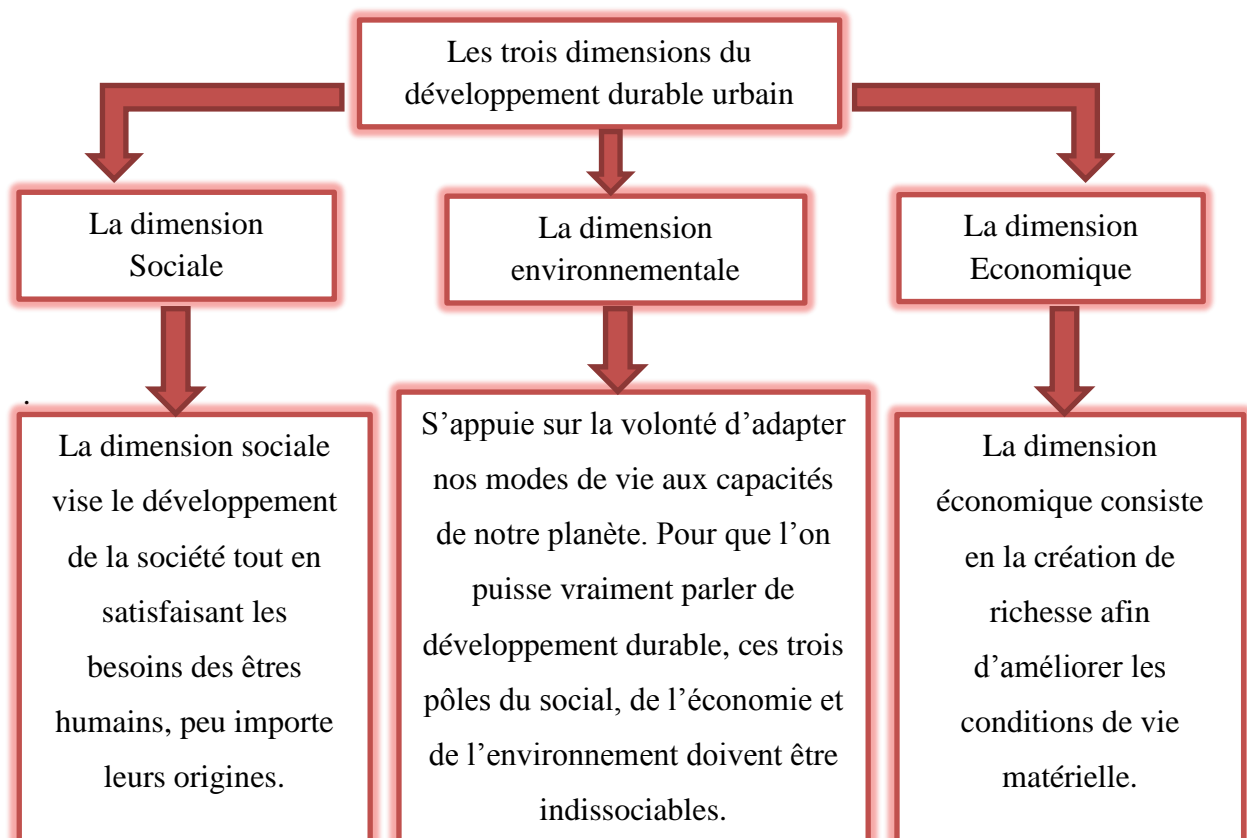 Les trois dimensions du
développement durable urbain
La dimension
Sociale
La dimension
environnementale
La dimension
Economique
.
La dimension sociale
vise le développement
de la société tout en
satisfaisant les
besoins des êtres
humains, peu importe
leurs origines.
S’appuie sur la volonté d’adapter
nos modes de vie aux capacités
de notre planète. Pour que l’on
puisse vraiment parler de
développement durable, ces trois
pôles du social, de l’économie et
de l’environnement doivent être
indissociables.
La dimension
économique consiste
en la création de
richesse afin
d’améliorer les
conditions de vie
matérielle.